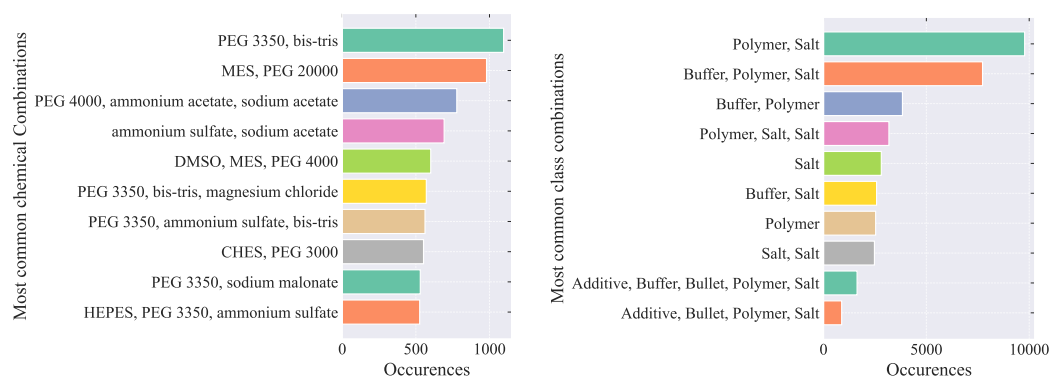 Most common chemical Combinations
PEG 3350, bis-tris
MES, PEG 20000
PEG 4000, ammonium acetate, sodium acetate
ammonium sulfate, sodium acetate
DMSO, MES, PEG 4000
PEG 3350, bis-tris, magnesium chloride
PEG 3350, ammonium sulfate, bis-tris
CHES, PEG 3000
PEG 3350, sodium malonate
HEPES, PEG 3350, ammonium sulfate
0 500 1000
Occurences
Most common class combinations
Polymer, Salt
Buffer, Polymer, Salt
Buffer, Polymer
Polymer, Salt, Salt
Salt
Buffer, Salt
Polymer
Salt, Salt
Additive, Buffer, Bullet, Polymer, Salt
Additive, Bullet, Polymer, Salt
0 5000 10000
Occurences